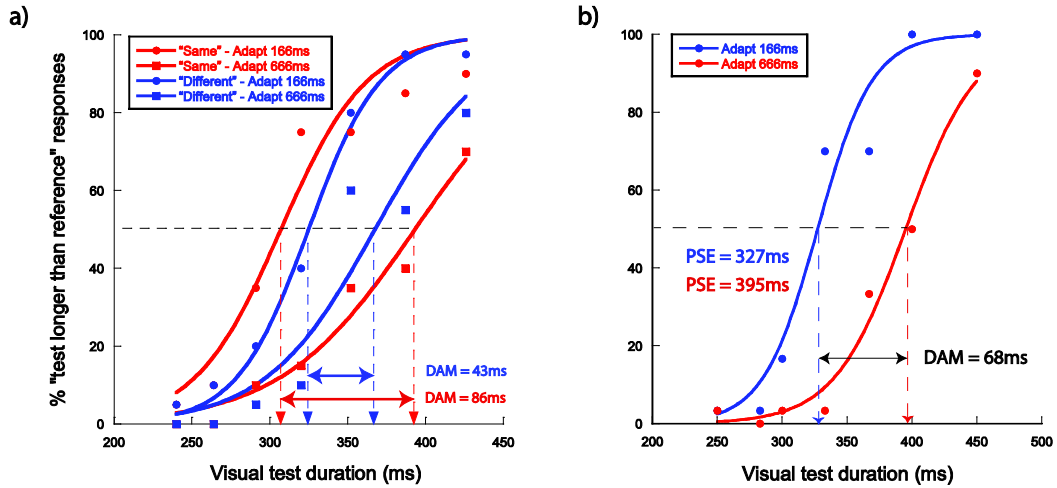 a)
% "test longer than reference" responses
100
80
60
40
20
0
"Same" - Adapt 166ms
"Same" - Adapt 666ms
"Different" - Adapt 166ms
"Different" - Adapt 666ms
DAM = 43ms
DAM = 86ms
200
250
300
350
400
450
Visual test duration (ms)
b)
100
80
60
40
20
0
Adapt 166ms
Adapt 666ms
PSE = 327ms
PSE = 395ms
DAM = 68ms
200
250
300
350
400
450
500
Visual test duration (ms)